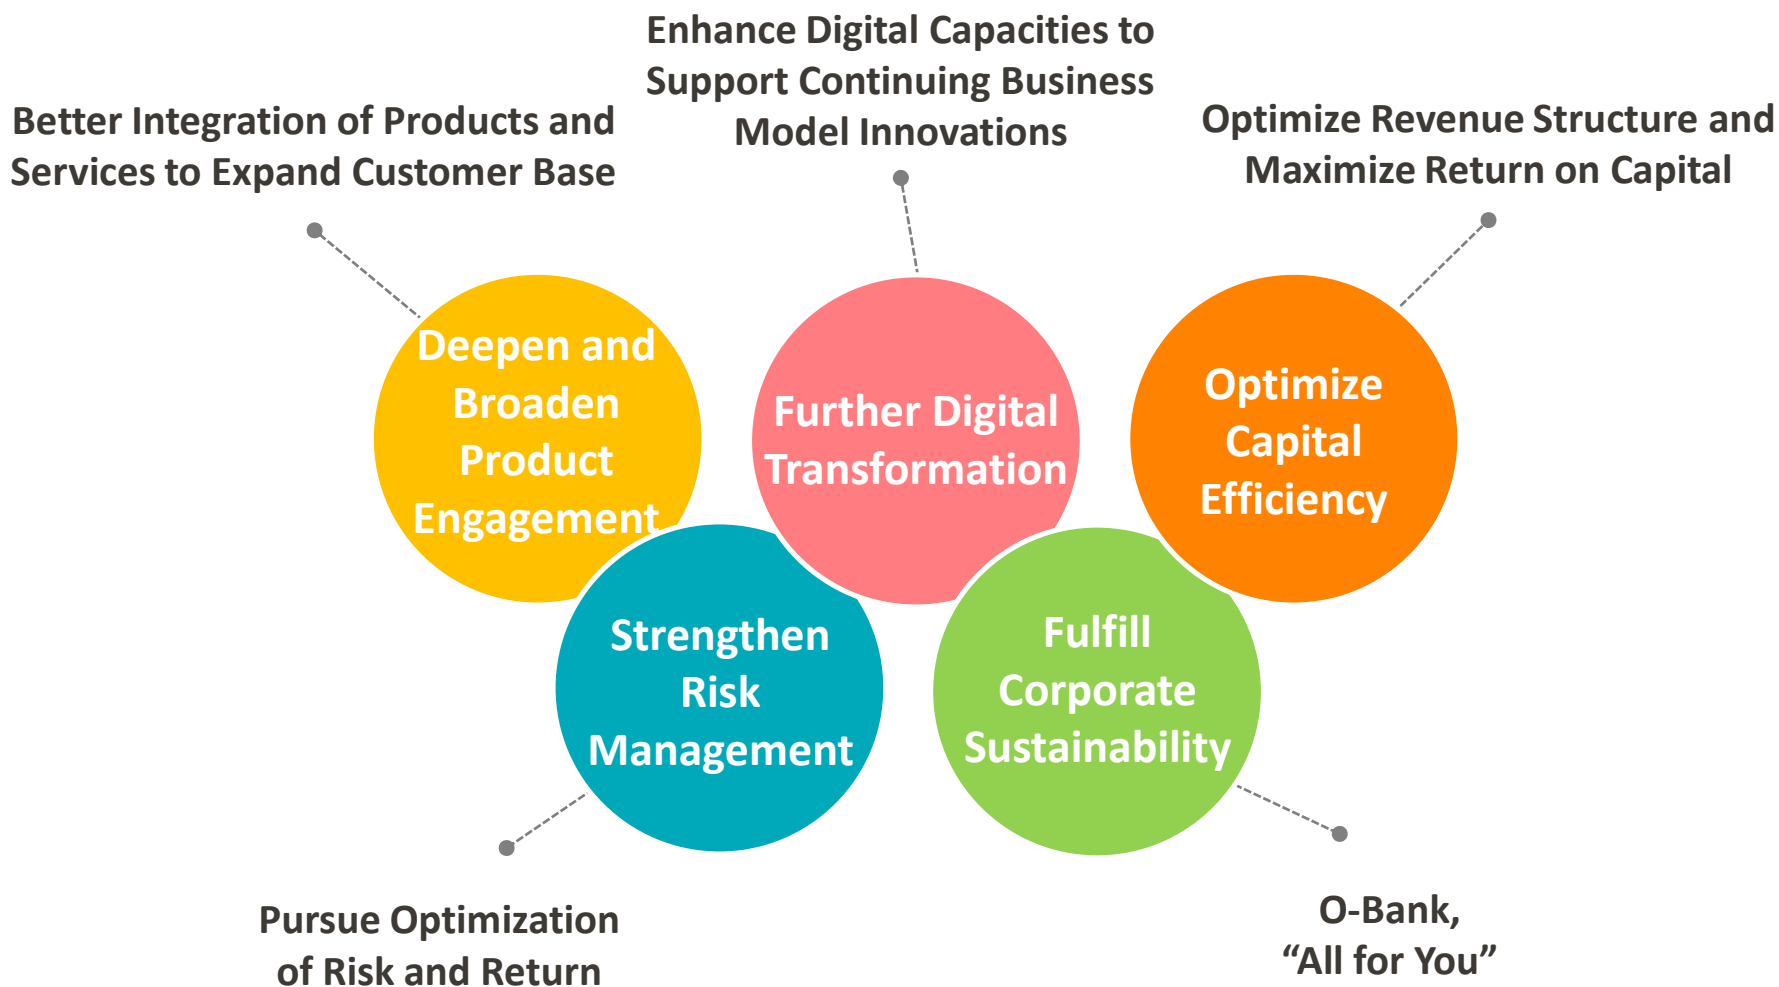 Enhance Digital Capacities to
Support Continuing Business
Model Innovations
Better Integration of Products and
Services to Expand Customer Base
Optimize Revenue Structure and
Maximize Return on Capital
Deepen and
Broaden
Product
Engagement
Further Digital
Transformation
Optimize
Capital
Efficiency
Strengthen
Risk
Management
Fulfill
Corporate
Sustainability
Pursue Optimization
of Risk and Return
O-Bank,
“All for You”